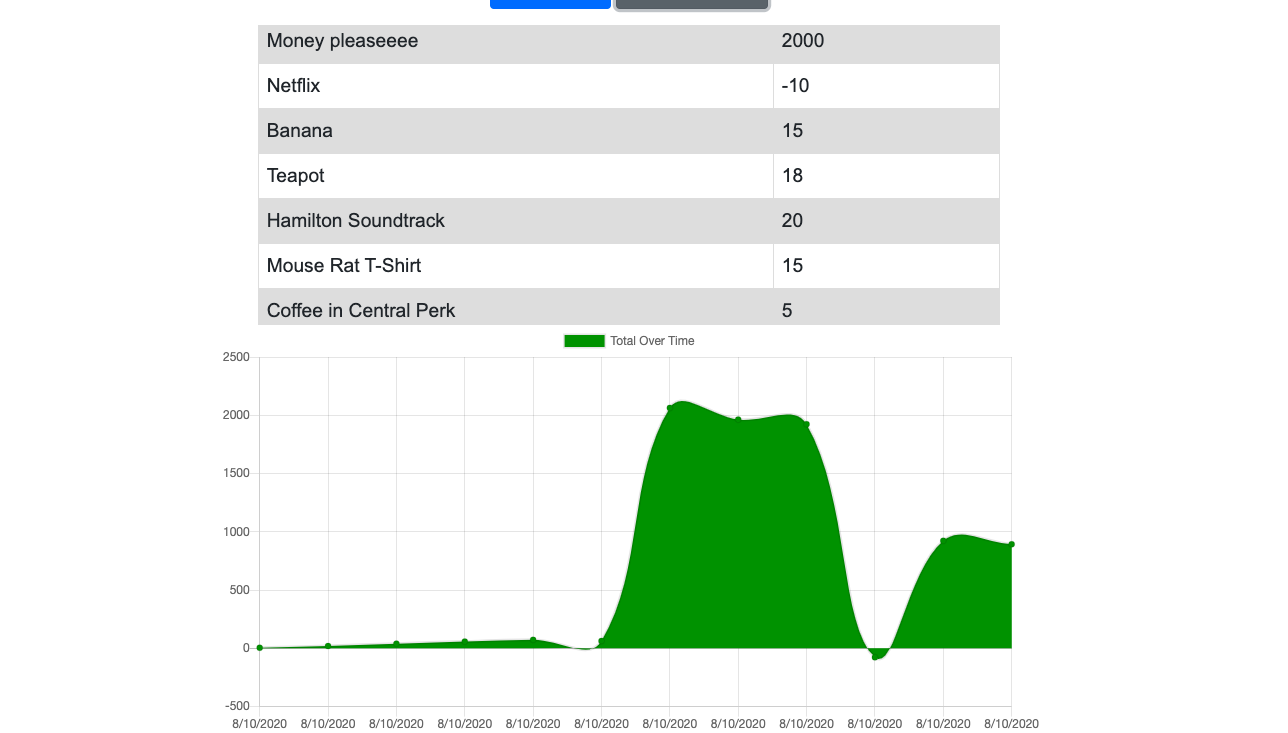 Money pleaseeee 2000
Netflix -10
Banana 15
Teapot 18
Hamilton Soundtrack 20
Mouse Rat T-Shirt 15
Coffee in Central Perk 5
Total Over Time
2500
2000
1500
1000
500
0
-500
8/10/2020 8/10/2020 8/10/2020 8/10/2020 8/10/2020 8/10/2020 8/10/2020 8/10/2020 8/10/2020 8/10/2020 8/10/2020 8/10/2020